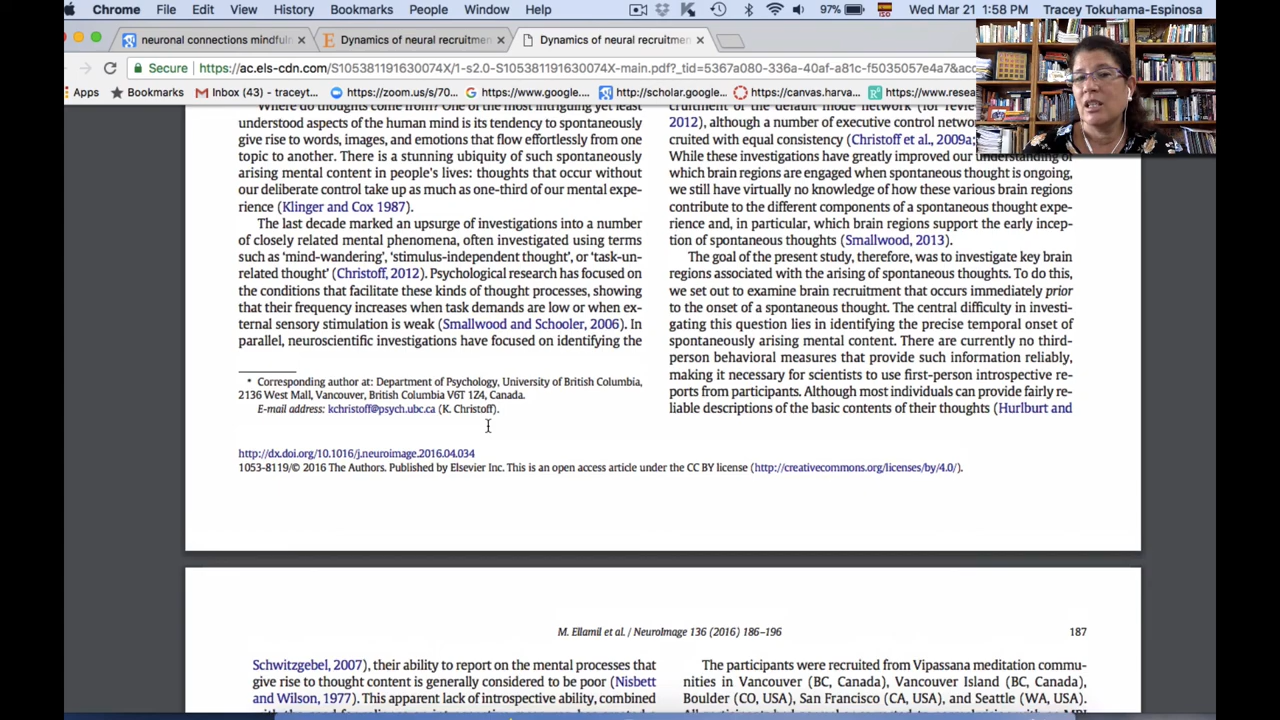 Chrome File Edit View History Bookmarks People Window Help 97% ISO Wed Mar 21 1:58 PM Tracey Tokuhama-Espinosa
neuronal connections mindful Dynamics of neural recruitmen Dynamics of neural recruitmen
Secure https://ac.els-cdn.com/S105381191630074X/1-s2.0-S105381191630074X-main.pdf?_tid=5367a080-336a-40af-a81c-f5035057e4a7&acc
Apps Bookmarks Inbox (43) - traceyt... https://zoom.us/s/70... https://www.google.... http://scholar.google... https://canvas.harva... https://www.resea
Where do thoughts come from? One of the most intriguing yet least
understood aspects of the human mind is its tendency to spontaneously
give rise to words, images, and emotions that flow effortlessly from one
topic to another. There is a stunning ubiquity of such spontaneously
arising mental content in people's lives: thoughts that occur without
our deliberate control take up as much as one-third of our mental expe-
rience (Klinger and Cox 1987).
The last decade marked an upsurge of investigations into a number
of closely related mental phenomena, often investigated using terms
such as 'mind-wandering', 'stimulus-independent thought', or 'task-un-
related thought' (Christoff, 2012). Psychological research has focused on
the conditions that facilitate these kinds of thought processes, showing
that their frequency increases when task demands are low or when ex-
ternal sensory stimulation is weak (Smallwood and Schooler, 2006). In
parallel, neuroscientific investigations have focused on identifying the
* Corresponding author at: Department of Psychology, University of British Columbia,
2136 West Mall, Vancouver, British Columbia V6T 1Z4, Canada.
E-mail address: kchristoff@psych.ubc.ca (K. Christoff).
cruitment of the default mode network (for review
2012), although a number of executive control netwo
cruited with equal consistency (Christoff et al., 2009a;
While these investigations have greatly improved our understanding of
which brain regions are engaged when spontaneous thought is ongoing,
we still have virtually no knowledge of how these various brain regions
contribute to the different components of a spontaneous thought expe-
rience and, in particular, which brain regions support the early incep-
tion of spontaneous thoughts (Smallwood, 2013).
The goal of the present study, therefore, was to investigate key brain
regions associated with the arising of spontaneous thoughts. To do this,
we set out to examine brain recruitment that occurs immediately prior
to the onset of a spontaneous thought. The central difficulty in investi-
gating this question lies in identifying the precise temporal onset of
spontaneously arising mental content. There are currently no third-
person behavioral measures that provide such information reliably,
making it necessary for scientists to use first-person introspective re-
ports from participants. Although most individuals can provide fairly re-
liable descriptions of the basic contents of their thoughts (Hurlburt and
http://dx.doi.org/10.1016/j.neuroimage.2016.04.034
1053-8119/© 2016 The Authors. Published by Elsevier Inc. This is an open access article under the CC BY license (http://creativecommons.org/licenses/by/4.0/).
M. Ellamil et al. / NeuroImage 136 (2016) 186–196 187
Schwitzgebel, 2007), their ability to report on the mental processes that
give rise to thought content is generally considered to be poor (Nisbett
and Wilson, 1977). This apparent lack of introspective ability, combined
The participants were recruited from Vipassana meditation commu-
nities in Vancouver (BC, Canada), Vancouver Island (BC, Canada),
Boulder (CO, USA), San Francisco (CA, USA), and Seattle (WA, USA).